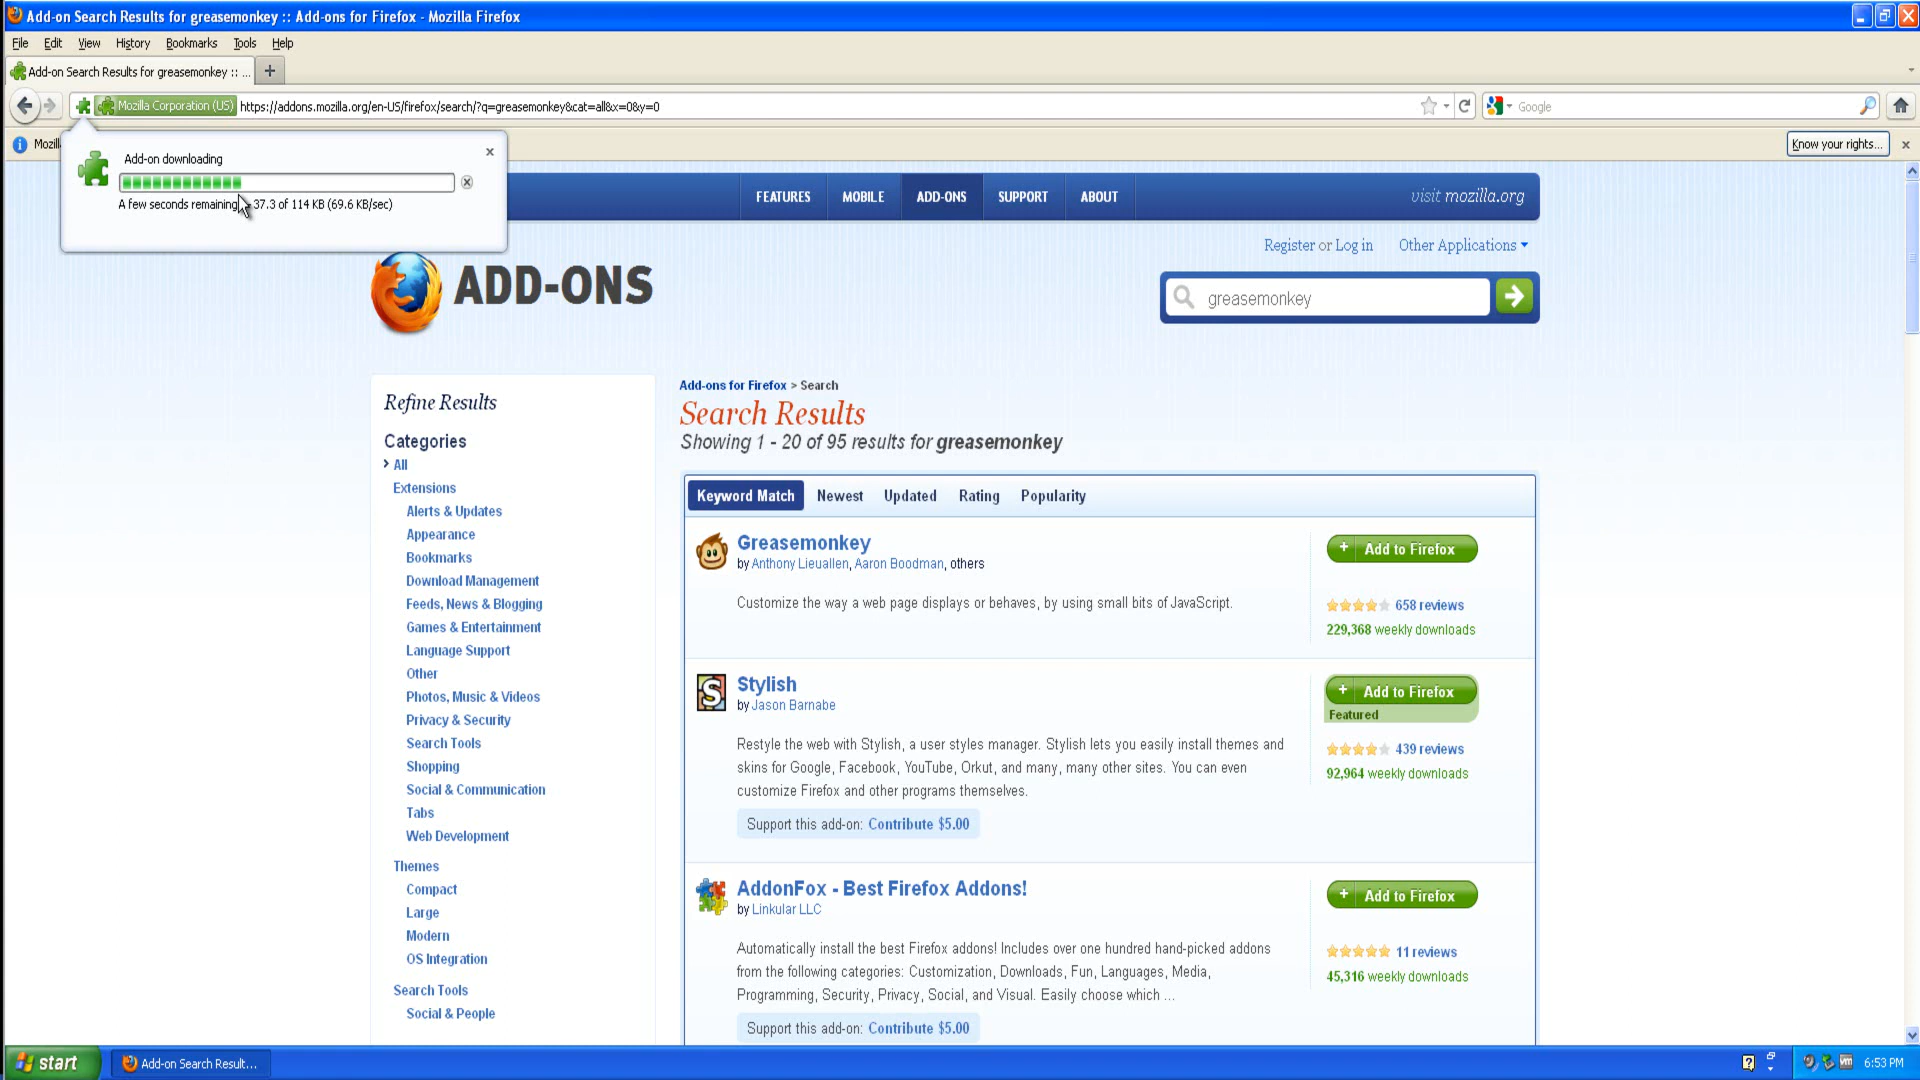 Add-on Search Results for greasemonkey :: Add-ons for Firefox - Mozilla Firefox
File Edit View History Bookmarks Tools Help
Add-on Search Results for greasemonkey :: ...
Mozilla Corporation (US) https://addons.mozilla.org/en-US/firefox/search/?q=greasemonkey&cat=all&x=0&y=0
Google
Know your rights...
Add-on downloading
A few seconds remaining 37.3 of 114 KB (69.6 KB/sec)
FEATURES MOBILE ADD-ONS SUPPORT ABOUT
visit mozilla.org
Register or Log in Other Applications
ADD-ONS
greasemonkey
Refine Results
Categories
All
Extensions
Alerts & Updates
Appearance
Bookmarks
Download Management
Feeds, News & Blogging
Games & Entertainment
Language Support
Other
Photos, Music & Videos
Privacy & Security
Search Tools
Shopping
Social & Communication
Tabs
Web Development
Themes
Compact
Large
Modern
OS Integration
Search Tools
Social & People
Add-ons for Firefox > Search
Search Results
Showing 1 - 20 of 95 results for greasemonkey
Keyword Match Newest Updated Rating Popularity
Greasemonkey
by Anthony Lieuallen, Aaron Boodman, others
Customize the way a web page displays or behaves, by using small bits of JavaScript.
+ Add to Firefox
658 reviews
229,368 weekly downloads
Stylish
by Jason Barnabe
Restyle the web with Stylish, a user styles manager. Stylish lets you easily install themes and
skins for Google, Facebook, YouTube, Orkut, and many, many other sites. You can even
customize Firefox and other programs themselves.
Support this add-on: Contribute $5.00
+ Add to Firefox
Featured
439 reviews
92,964 weekly downloads
AddonFox - Best Firefox Addons!
by Linkular LLC
Automatically install the best Firefox addons! Includes over one hundred hand-picked addons
from the following categories: Customization, Downloads, Fun, Languages, Media,
Programming, Security, Privacy, Social, and Visual. Easily choose which ...
Support this add-on: Contribute $5.00
+ Add to Firefox
11 reviews
45,316 weekly downloads
start
Add-on Search Result...
6:53 PM